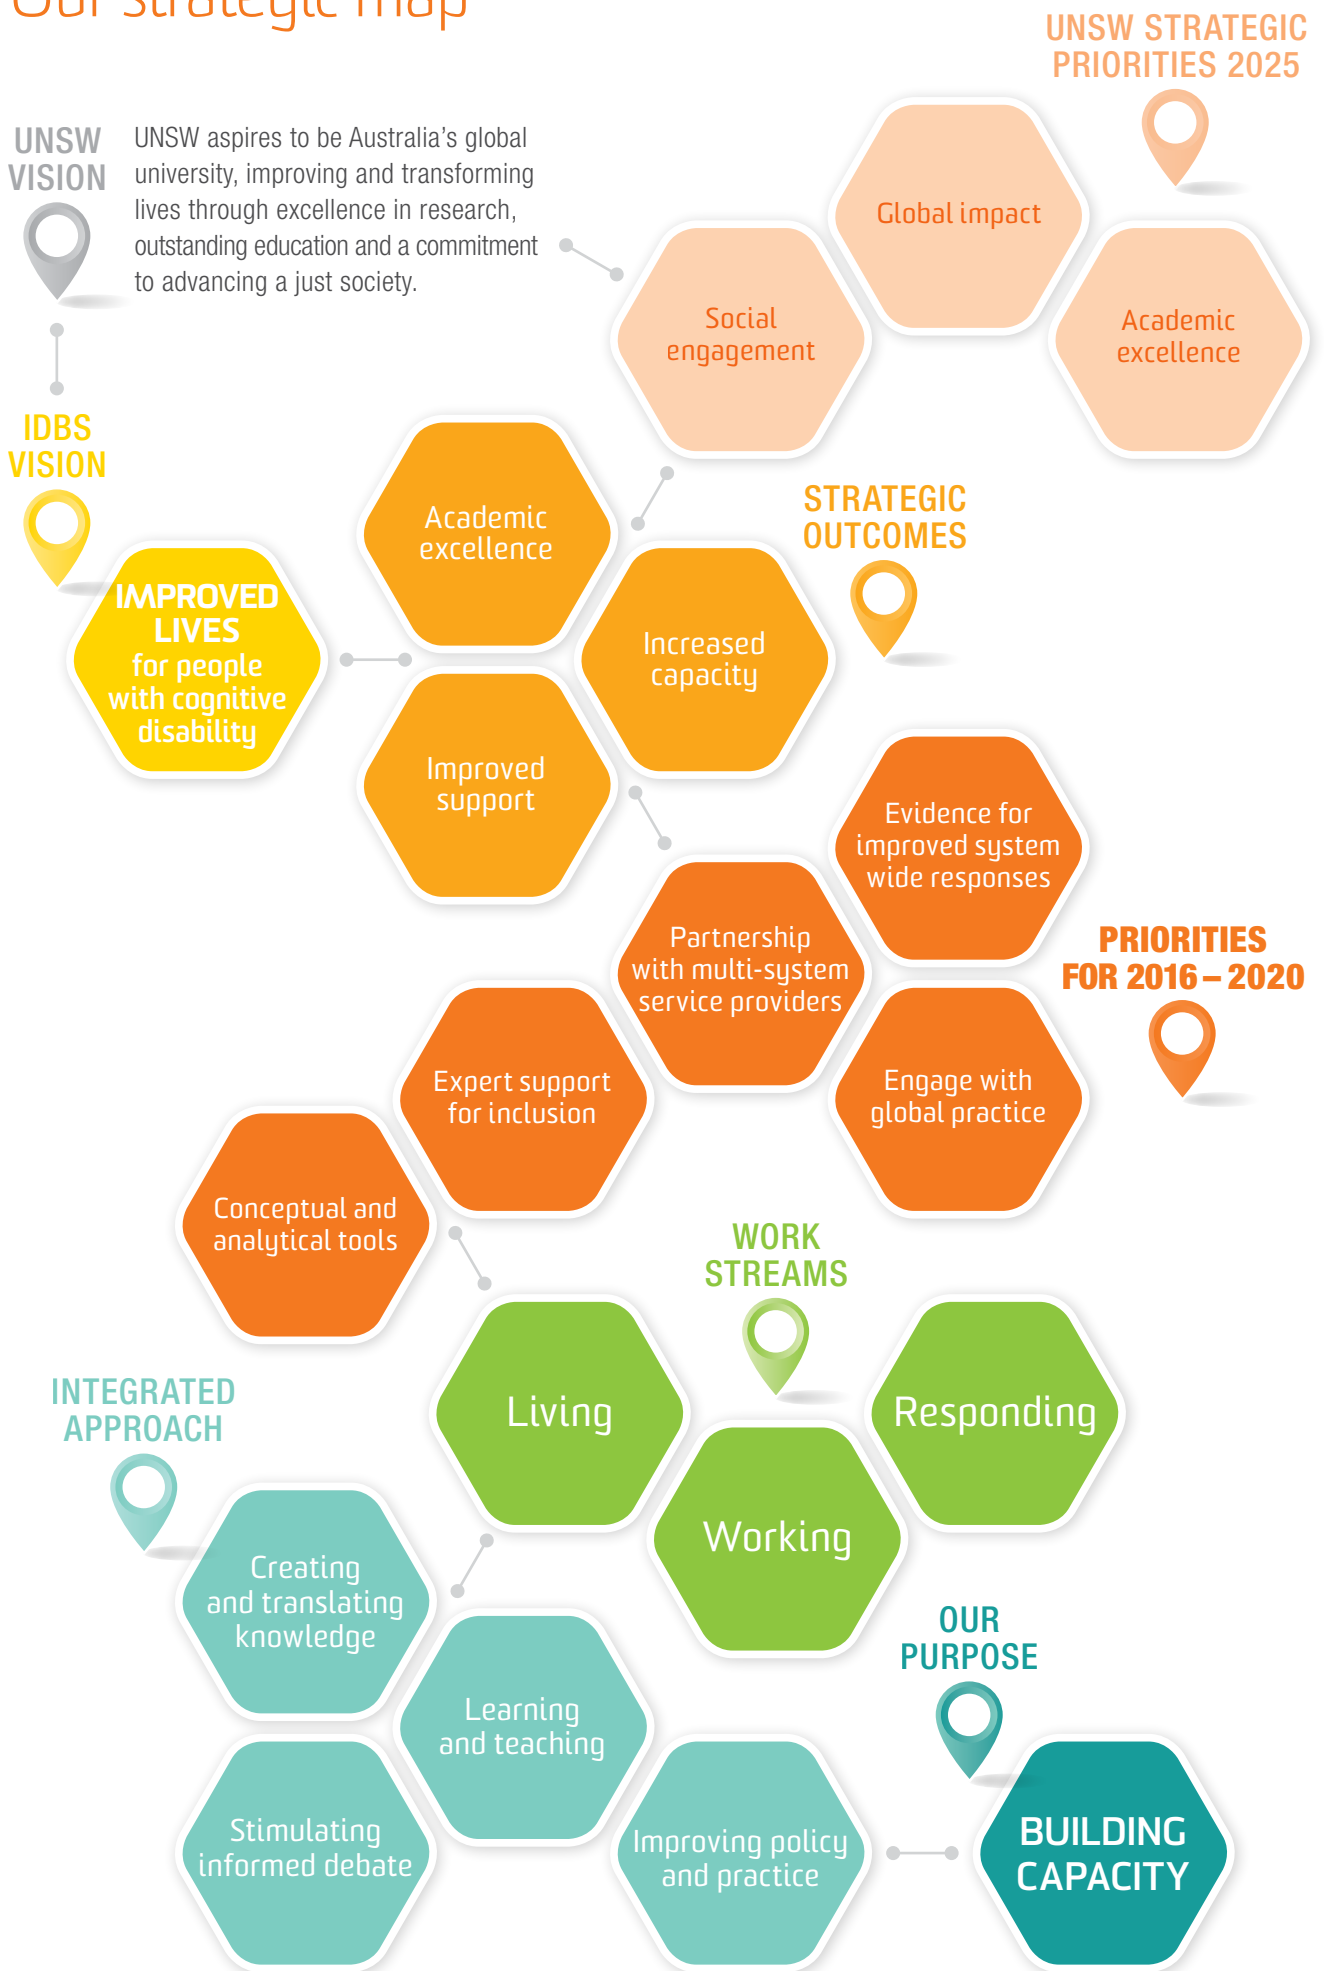 Our strategic map
UNSW STRATEGIC
PRIORITIES 2025
UNSW
VISION
UNSW aspires to be Australia's global
university, improving and transforming
lives through excellence in research,
outstanding education and a commitment
to advancing a just society.
Global impact
Social
engagement
Academic
excellence
IDBS
VISION
IMPROVED
LIVES
for people
with cognitive
disability
Academic
excellence
STRATEGIC
OUTCOMES
Increased
capacity
Improved
support
Evidence for
improved system
wide responses
Partnership
with multi-system
service providers
PRIORITIES
FOR 2016 – 2020
Expert support
for inclusion
Engage with
global practice
Conceptual and
analytical tools
WORK
STREAMS
Living
Responding
Working
INTEGRATED
APPROACH
Creating
and translating
knowledge
Learning
and teaching
Stimulating
informed debate
Improving policy
and practice
OUR
PURPOSE
BUILDING
CAPACITY